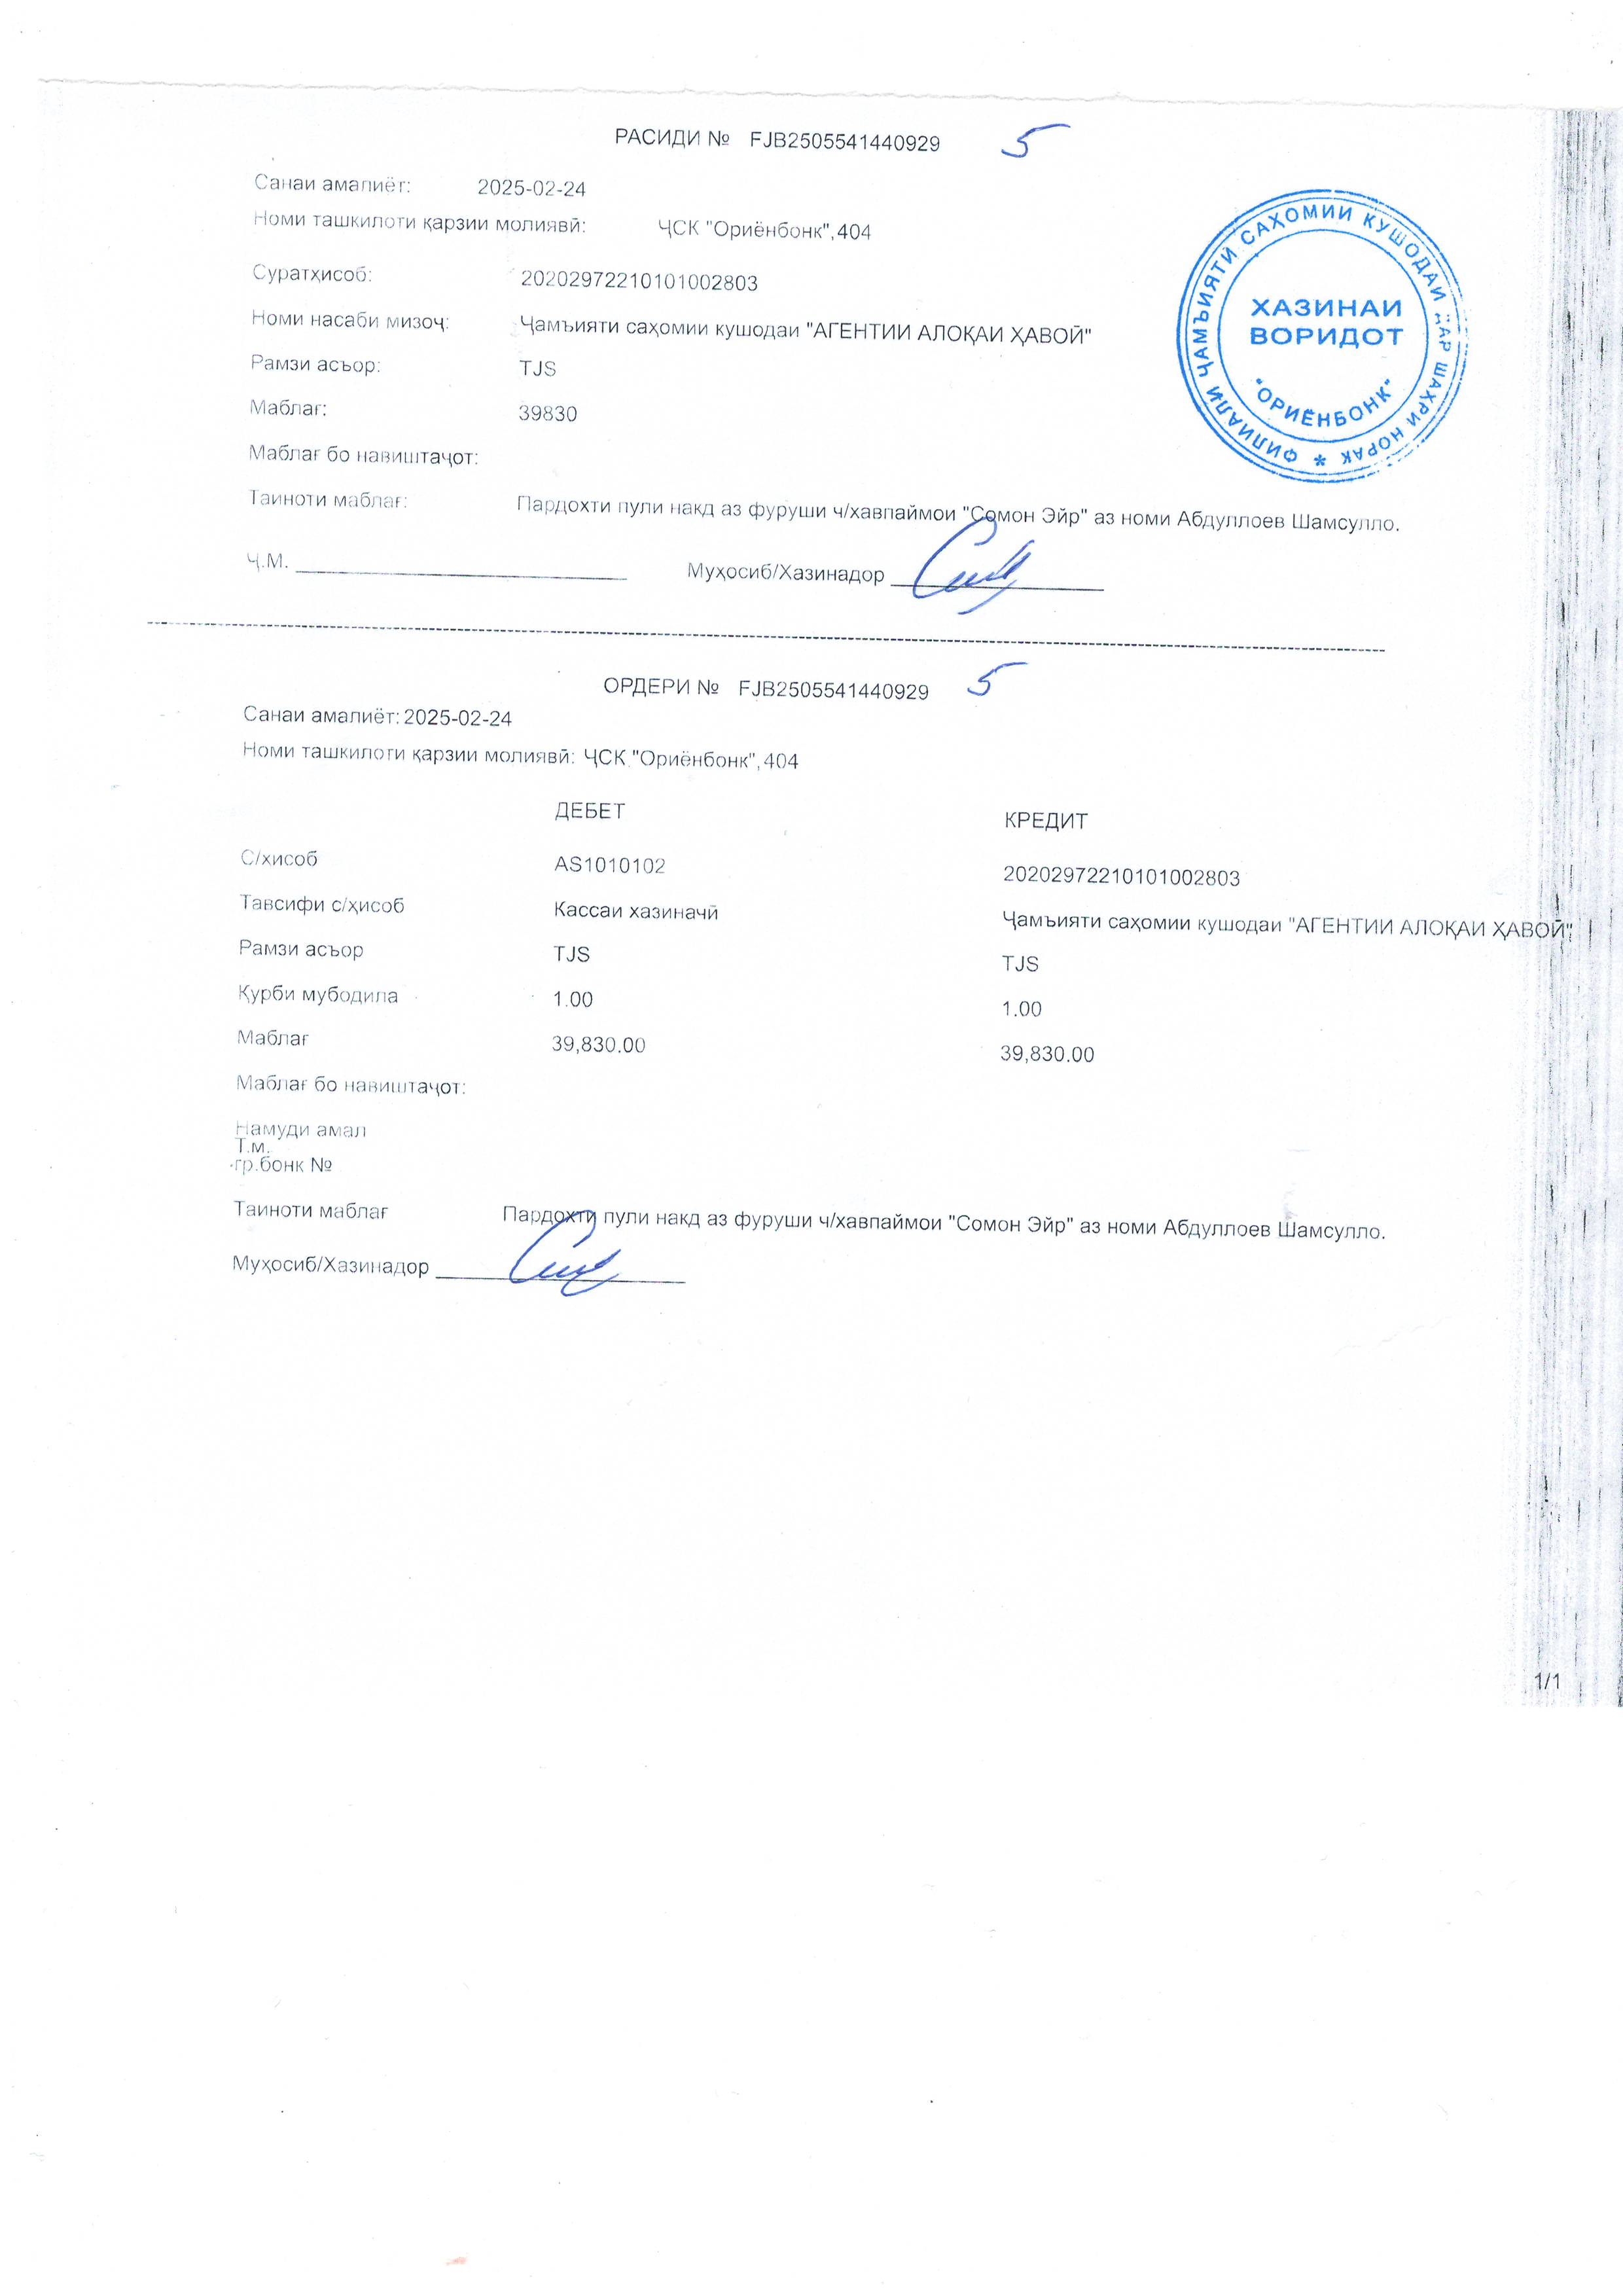 РАСИДИ № FJB2505541440929 5
Санаи амалиёт: 2025-02-24
Номи ташкилоти қарзии молиявӣ: ҶСК "Ориёнбонк",404
Суратҳисоб: 20202972210101002803
Номи насаби мизоҷ: Ҷамъияти саҳомии кушодаи "АГЕНТИИ АЛОҚАИ ҲАВОӢ"
Рамзи асъор: TJS
Маблағ: 39830
Маблағ бо навиштаҷот:
Таиноти маблағ: Пардохти пули накд аз фуруши ч/хавпаймои "Сомон Эйр" аз номи Абдуллоев Шамсулло.
Ҷ.М.
Муҳосиб/Хазинадор
ФИЛИАЛИ ҶАМЪИЯТӢ САҲОМИИ КУШОДАИ ДАР ШАҲРИ НОРАК *
ХАЗИНАИ
ВОРИДОТ
"ОРИЁНБОНК"
ОРДЕРИ № FJB2505541440929 5
Санаи амалиёт: 2025-02-24
Номи ташкилоти қарзии молиявӣ: ҶСК "Ориёнбонк",404
ДЕБЕТ КРЕДИТ
С/хисоб AS1010102 20202972210101002803
Тавсифи с/ҳисоб Кассаи хазиначӣ Ҷамъияти саҳомии кушодаи "АГЕНТИИ АЛОҚАИ ҲАВОӢ"
Рамзи асъор TJS TJS
Қурби мубодила 1.00 1.00
Маблағ 39,830.00 39,830.00
Маблағ бо навиштаҷот:
Намуди амал
Т.м.
гр.бонк №
Таиноти маблағ Пардохти пули накд аз фуруши ч/хавпаймои "Сомон Эйр" аз номи Абдуллоев Шамсулло.
Муҳосиб/Хазинадор
1/1